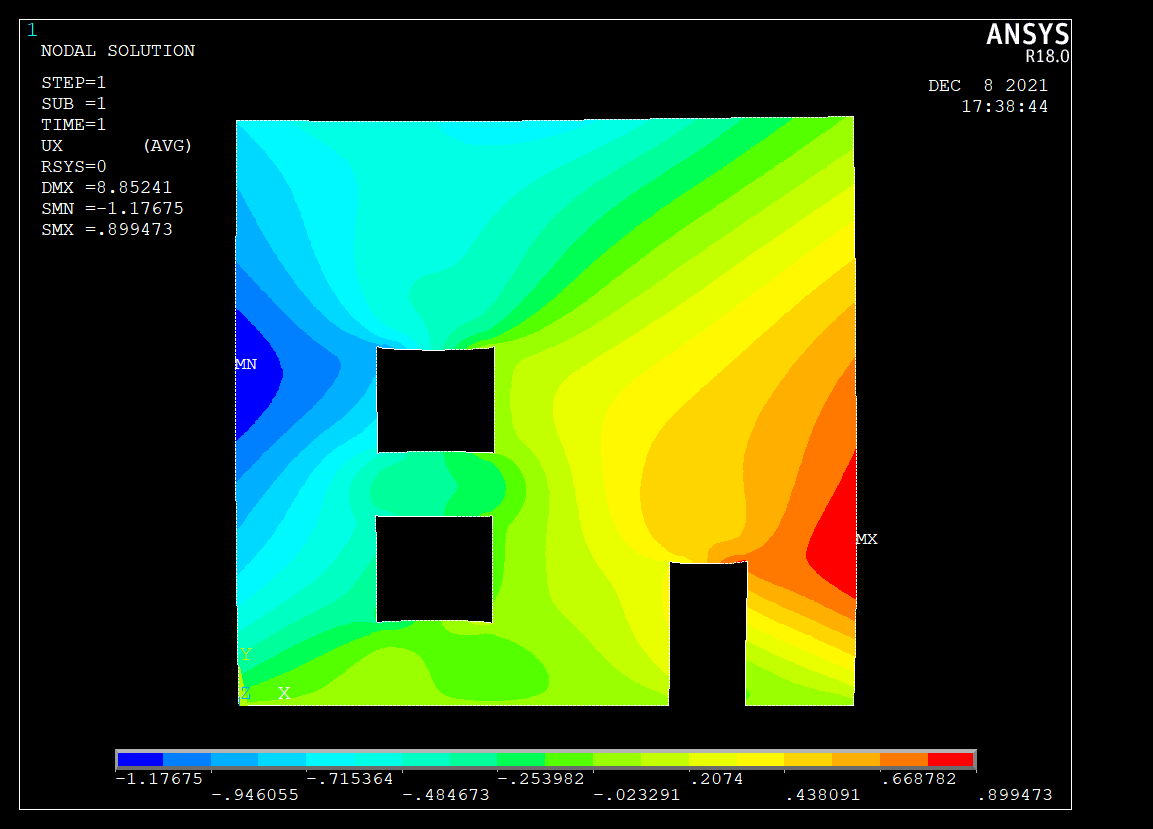 1
ANSYS
R18.0
NODAL SOLUTION
STEP=1
SUB =1
TIME=1
UX (AVG)
RSYS=0
DMX =8.85241
SMN =-1.17675
SMX =.899473
DEC 8 2021
17:38:44
MN
MX
Y
Z X
-1.17675 -.715364 -.253982 .2074 .668782
-.946055 -.484673 -.023291 .438091 .899473